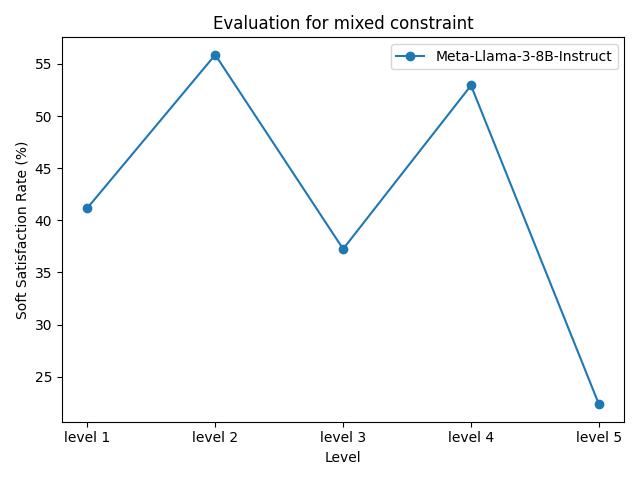 Evaluation for mixed constraint
Meta-Llama-3-8B-Instruct
Soft Satisfaction Rate (%)
55
50
45
40
35
30
25
level 1
level 2
level 3
level 4
level 5
Level